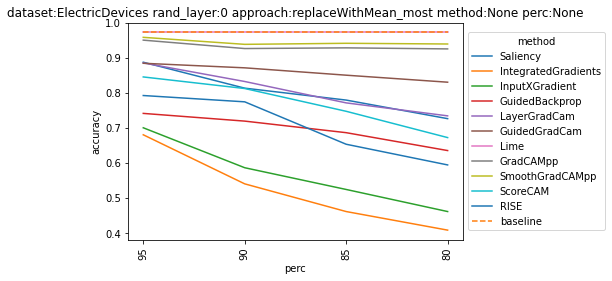 dataset:ElectricDevices rand_layer:0 approach:replaceWithMean_most method:None perc:None
1.0
0.9
0.8
0.7
0.6
0.5
0.4
accuracy
95
90
85
80
perc
method
Saliency
IntegratedGradients
InputXGradient
GuidedBackprop
LayerGradCam
GuidedGradCam
Lime
GradCAMpp
SmoothGradCAMpp
ScoreCAM
RISE
baseline